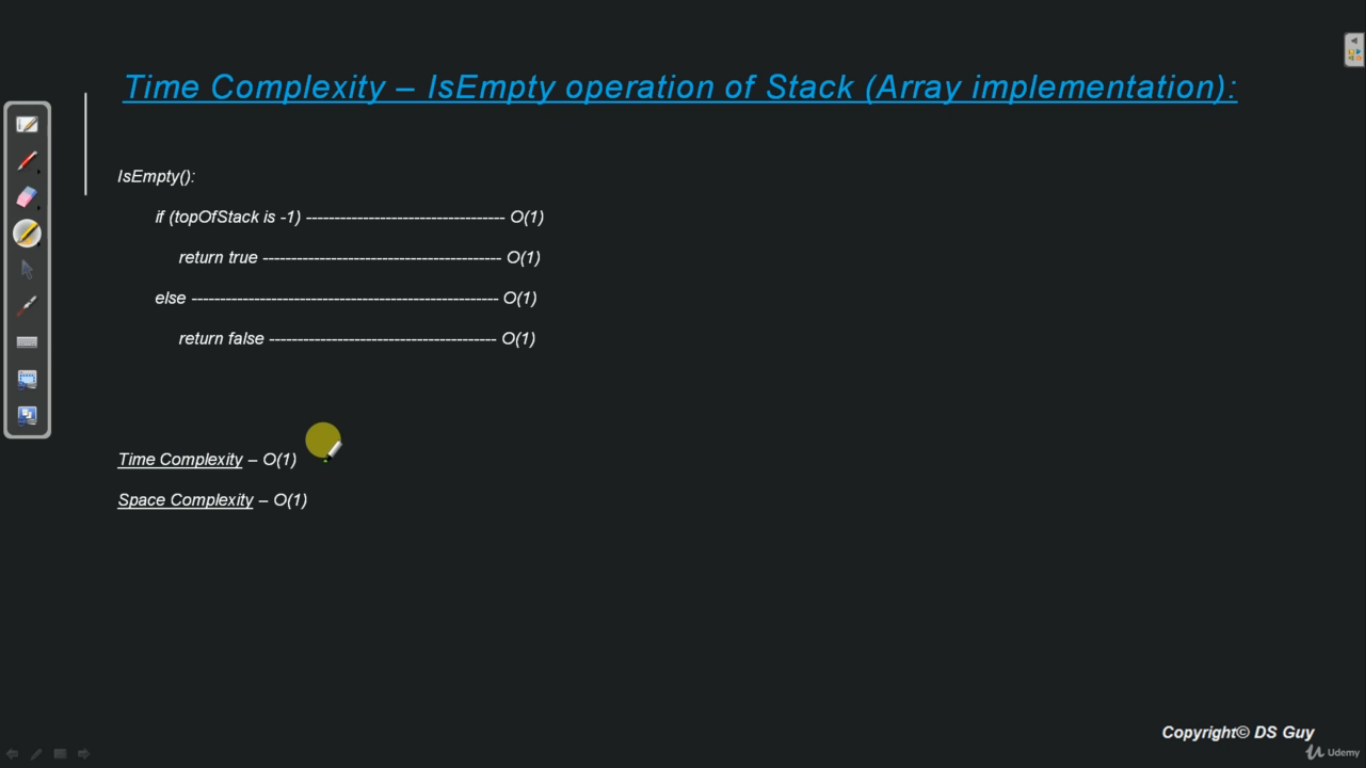 Time Complexity – IsEmpty operation of Stack (Array implementation):
IsEmpty():
if (topOfStack is -1) ----------------------------------- O(1)
return true ------------------------------------------ O(1)
else ------------------------------------------------------ O(1)
return false ---------------------------------------- O(1)
Time Complexity – O(1)
Space Complexity – O(1)
Copyright© DS Guy
Udemy